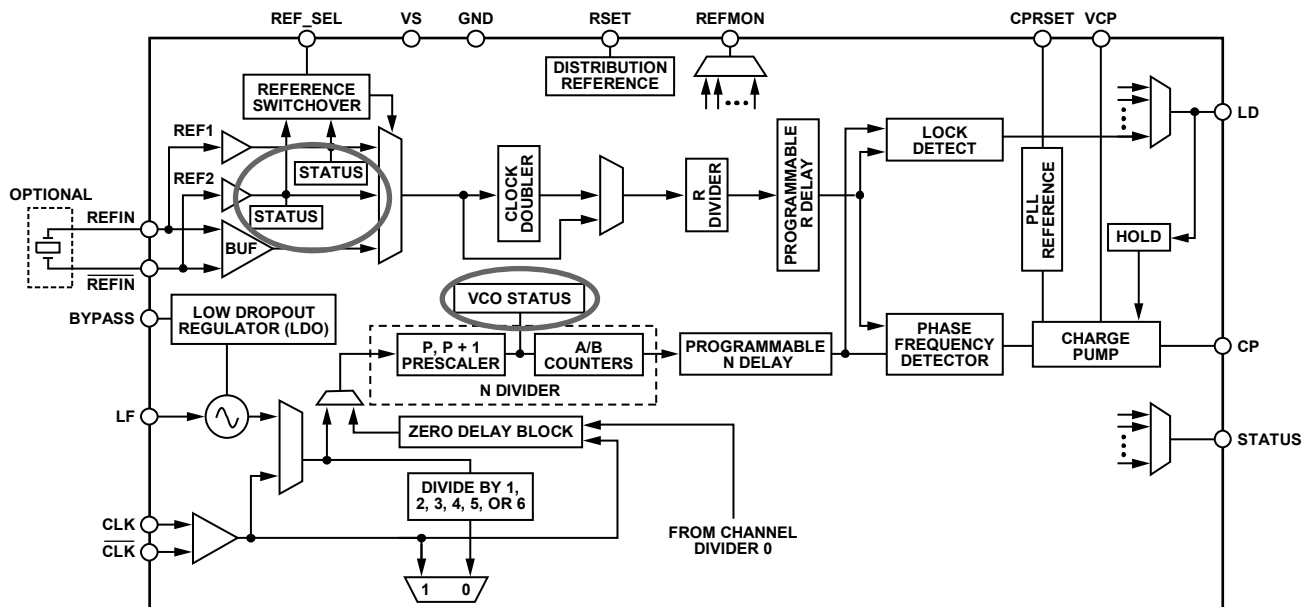 REF_SEL
VS
GND
RSET
REFMON
CPRSET
VCP
DISTRIBUTION
REFERENCE
REFERENCE
SWITCHOVER
REF1
REF2
STATUS
STATUS
BUF
OPTIONAL
REFIN
REFIN
CLOCK
DOUBLER
R
DIVIDER
PROGRAMMABLE
R DELAY
LOCK
DETECT
PLL
REFERENCE
LD
HOLD
BYPASS
LOW DROPOUT
REGULATOR (LDO)
VCO STATUS
P, P + 1
PRESCALER
A/B
COUNTERS
N DIVIDER
PROGRAMMABLE
N DELAY
PHASE
FREQUENCY
DETECTOR
CHARGE
PUMP
CP
LF
ZERO DELAY BLOCK
STATUS
DIVIDE BY 1,
2, 3, 4, 5, OR 6
CLK
CLK
FROM CHANNEL
DIVIDER 0
1 0